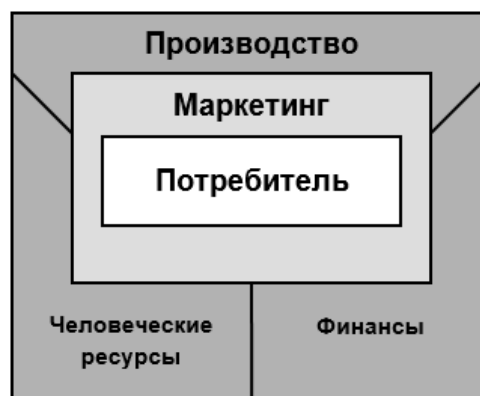 Производство
Маркетинг
Потребитель
Человеческие
ресурсы
Финансы